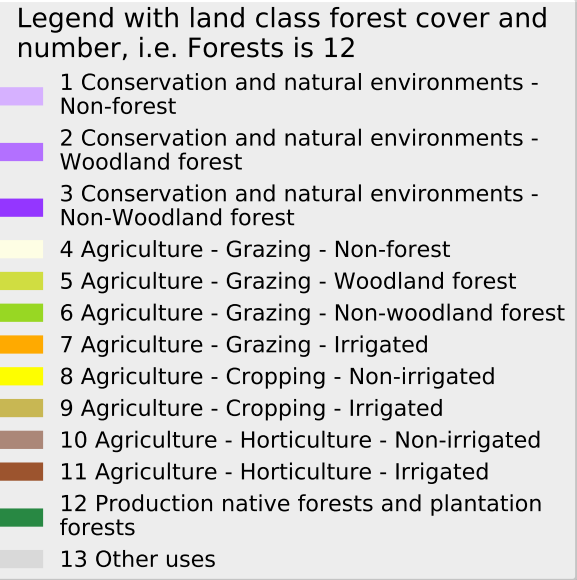 Legend with land class forest cover and
number, i.e. Forests is 12
1 Conservation and natural environments -
Non-forest
2 Conservation and natural environments -
Woodland forest
3 Conservation and natural environments -
Non-Woodland forest
4 Agriculture - Grazing - Non-forest
5 Agriculture - Grazing - Woodland forest
6 Agriculture - Grazing - Non-woodland forest
7 Agriculture - Grazing - Irrigated
8 Agriculture - Cropping - Non-irrigated
9 Agriculture - Cropping - Irrigated
10 Agriculture - Horticulture - Non-irrigated
11 Agriculture - Horticulture - Irrigated
12 Production native forests and plantation
forests
13 Other uses